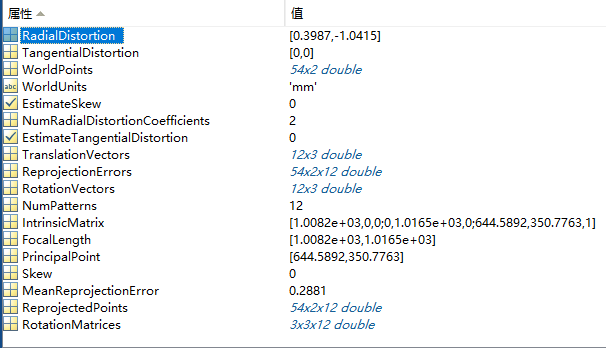 属性 值
RadialDistortion [0.3987,-1.0415]
TangentialDistortion [0,0]
WorldPoints 54x2 double
abc WorldUnits 'mm'
EstimateSkew 0
NumRadialDistortionCoefficients 2
EstimateTangentialDistortion 0
TranslationVectors 12x3 double
ReprojectionErrors 54x2x12 double
RotationVectors 12x3 double
NumPatterns 12
IntrinsicMatrix [1.0082e+03,0,0;0,1.0165e+03,0;644.5892,350.7763,1]
FocalLength [1.0082e+03,1.0165e+03]
PrincipalPoint [644.5892,350.7763]
Skew 0
MeanReprojectionError 0.2881
ReprojectedPoints 54x2x12 double
RotationMatrices 3x3x12 double